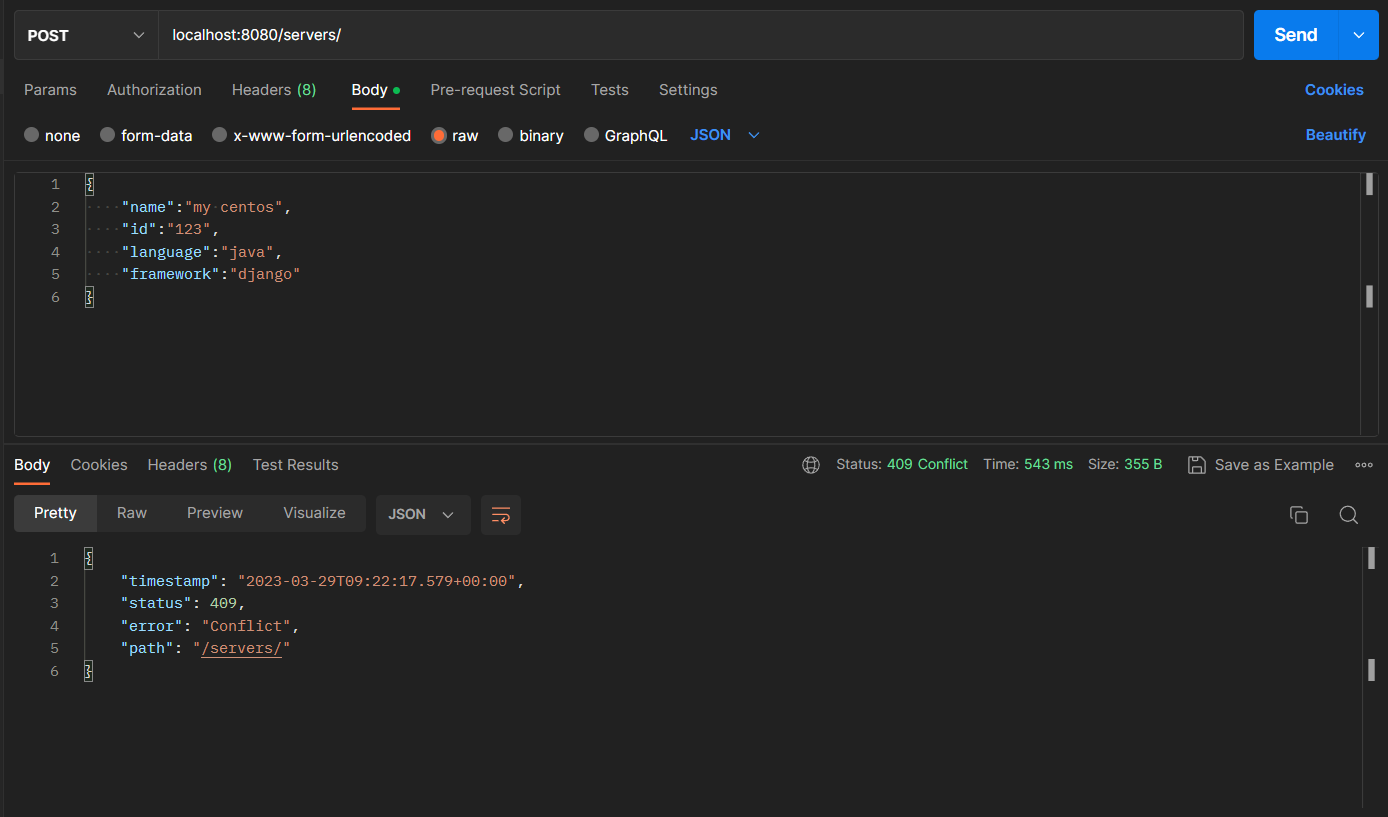 POST localhost:8080/servers/ Send
Params Authorization Headers (8) Body Pre-request Script Tests Settings Cookies
none form-data x-www-form-urlencoded raw binary GraphQL JSON Beautify
1 {
2 "name":"my centos",
3 "id":"123",
4 "language":"java",
5 "framework":"django"
6 }
Body Cookies Headers (8) Test Results Status: 409 Conflict Time: 543 ms Size: 355 B Save as Example
Pretty Raw Preview Visualize JSON
1 {
2 "timestamp": "2023-03-29T09:22:17.579+00:00",
3 "status": 409,
4 "error": "Conflict",
5 "path": "/servers/"
6 }